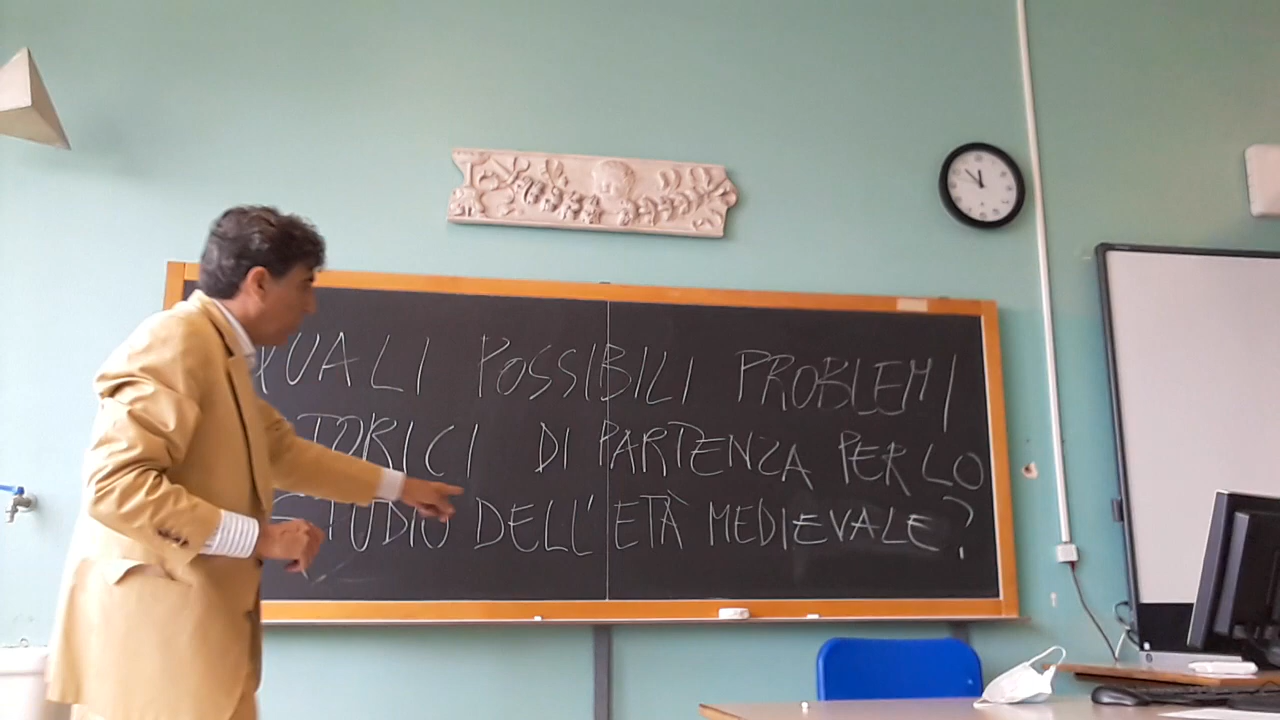 QUALI POSSIBILI PROBLEMI
STORICI DI PARTENZA PER LO
STUDIO DELL'ETÀ MEDIEVALE?